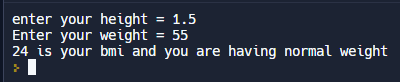 enter your height = 1.5
Enter your weight = 55
24 is your bmi and you are having normal weight
>